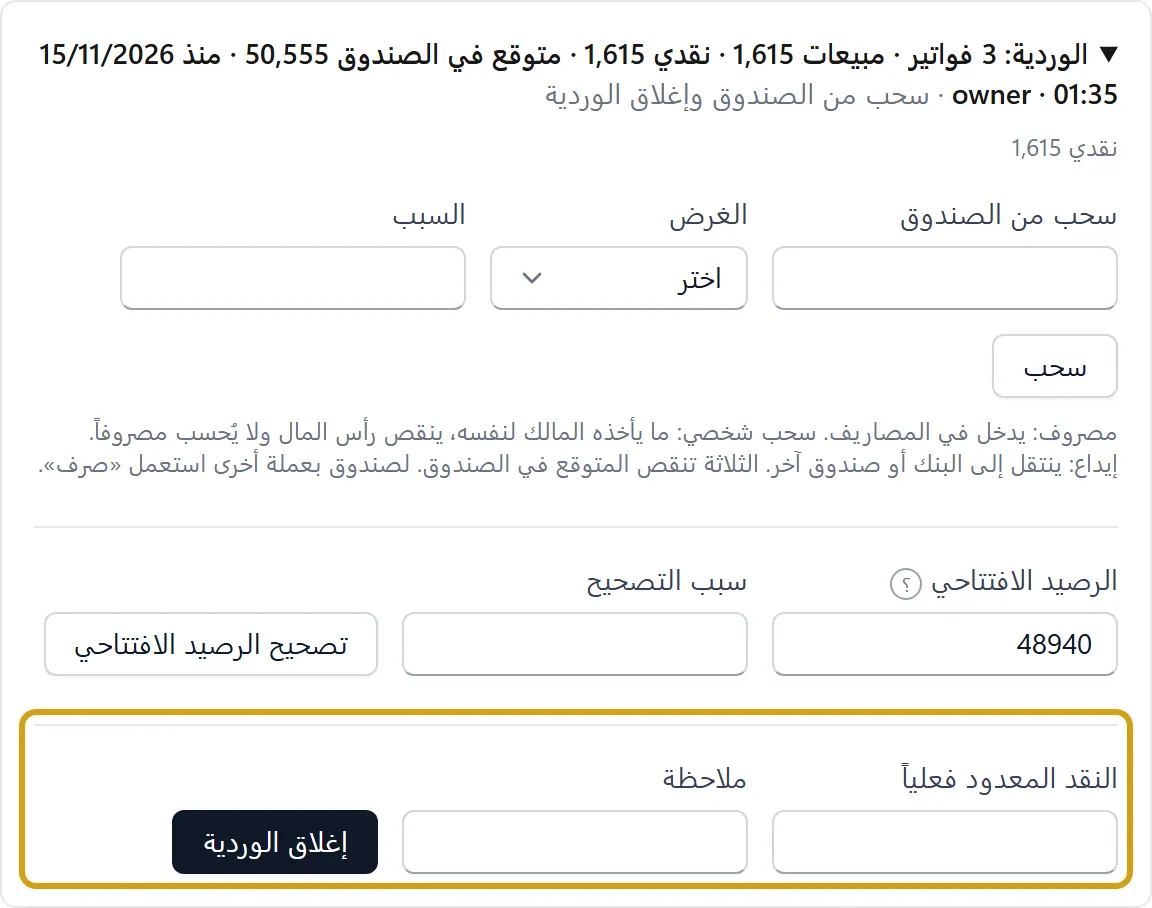 ▼ الوردية: 3 فواتير · مبيعات 1,615 · نقدي 1,615 · متوقع في الصندوق 50,555 · منذ 15/11/2026
01:35 · owner · سحب من الصندوق وإغلاق الوردية
نقدي 1,615
سحب من الصندوق
الغرض
السبب
اختر
سحب
مصروف: يدخل في المصاريف. سحب شخصي: ما يأخذه المالك لنفسه، ينقص رأس المال ولا يُحسب مصروفاً.
إيداع: ينتقل إلى البنك أو صندوق آخر. الثلاثة تنقص المتوقع في الصندوق. لصندوق بعملة أخرى استعمل «صرف».
الرصيد الافتتاحي ؟
سبب التصحيح
48940
تصحيح الرصيد الافتتاحي
النقد المعدود فعلياً
ملاحظة
إغلاق الوردية